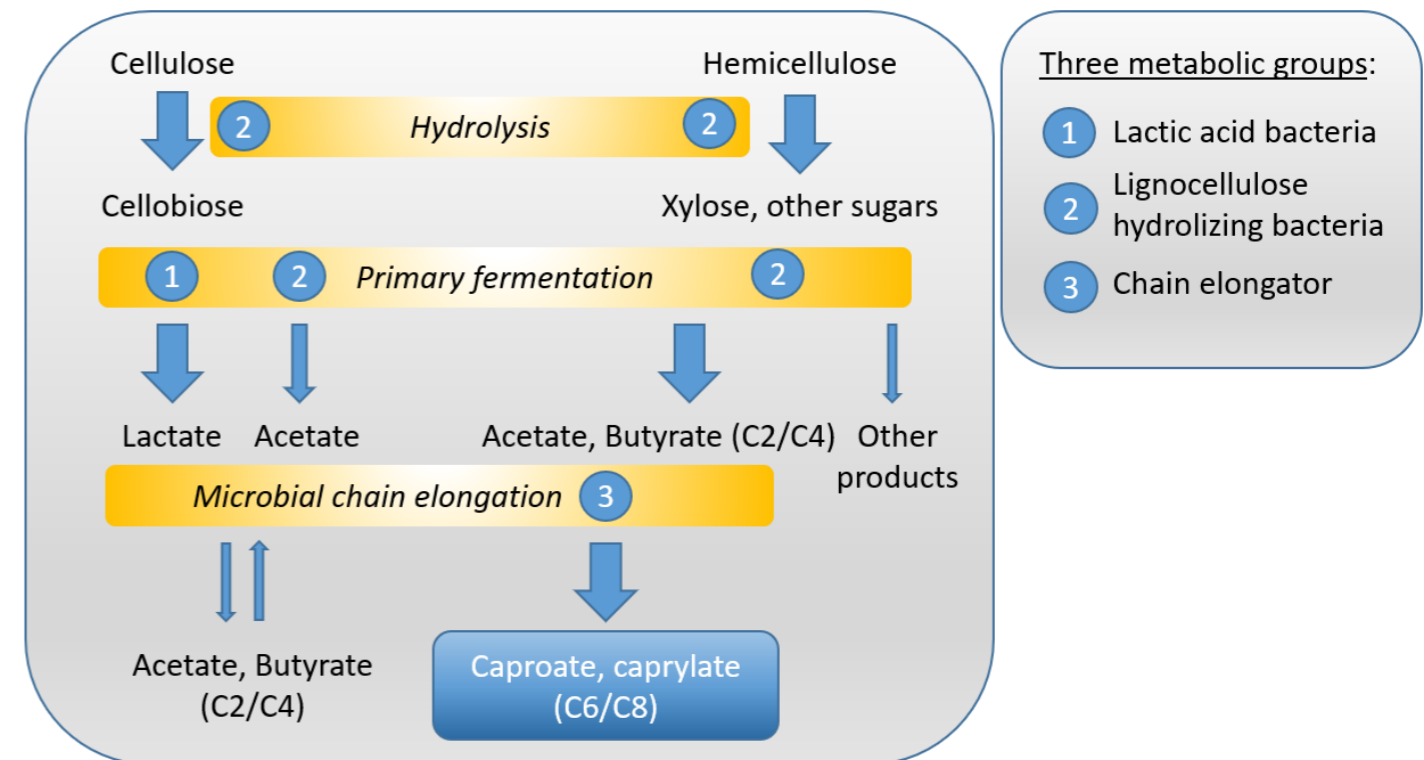 Cellulose
Hemicellulose
2
Hydrolysis
2
Cellobiose
Xylose, other sugars
1
2
Primary fermentation
2
Lactate
Acetate
Acetate, Butyrate (C2/C4)
Other
products
Microbial chain elongation
3
Acetate, Butyrate
(C2/C4)
Caproate, caprylate
(C6/C8)
Three metabolic groups:
1
Lactic acid bacteria
2
Lignocellulose
hydrolizing bacteria
3
Chain elongator